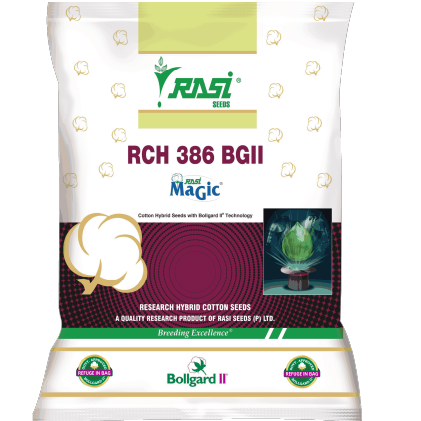 RASI ®
SEEDS
RCH 386 BGII
RASI
MAGIC®
Cotton Hybrid Seeds with Bollgard II® Technology
RESEARCH HYBRID COTTON SEEDS
A QUALITY RESEARCH PRODUCT OF RASI SEEDS (P) LTD.
Breeding Excellence®
REFUGE IN BAG
Bollgard II®
REFUGE IN BAG